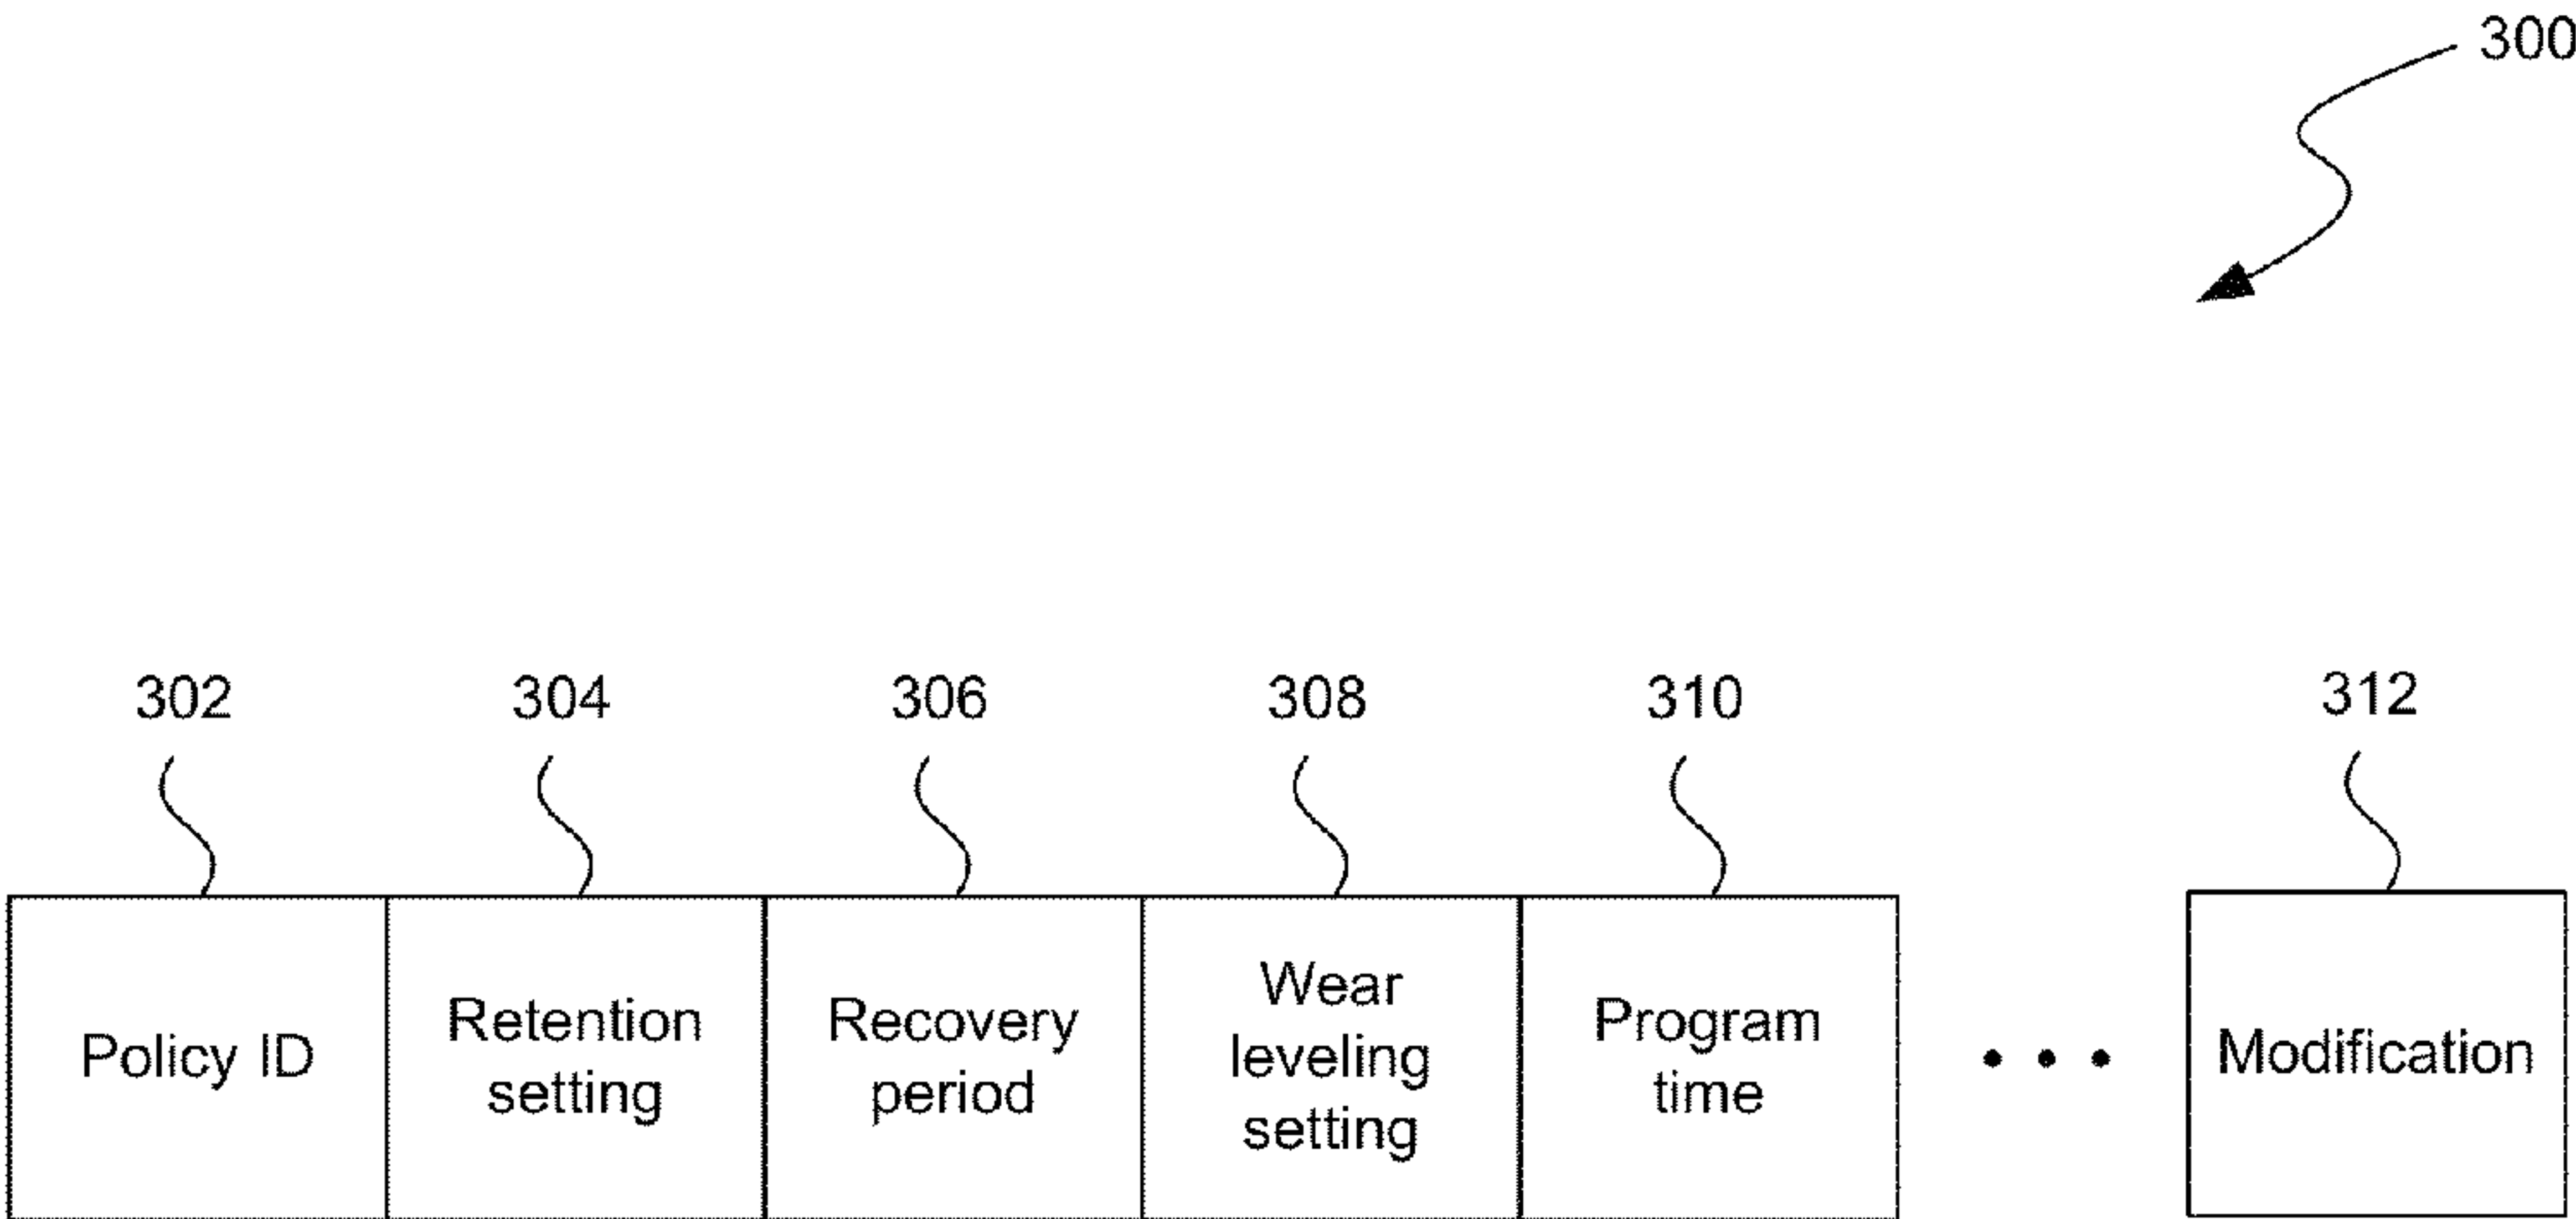 300
302 304 306 308 310 312
Policy ID
Retention
setting
Recovery
period
Wear
leveling
setting
Program
time
Modification